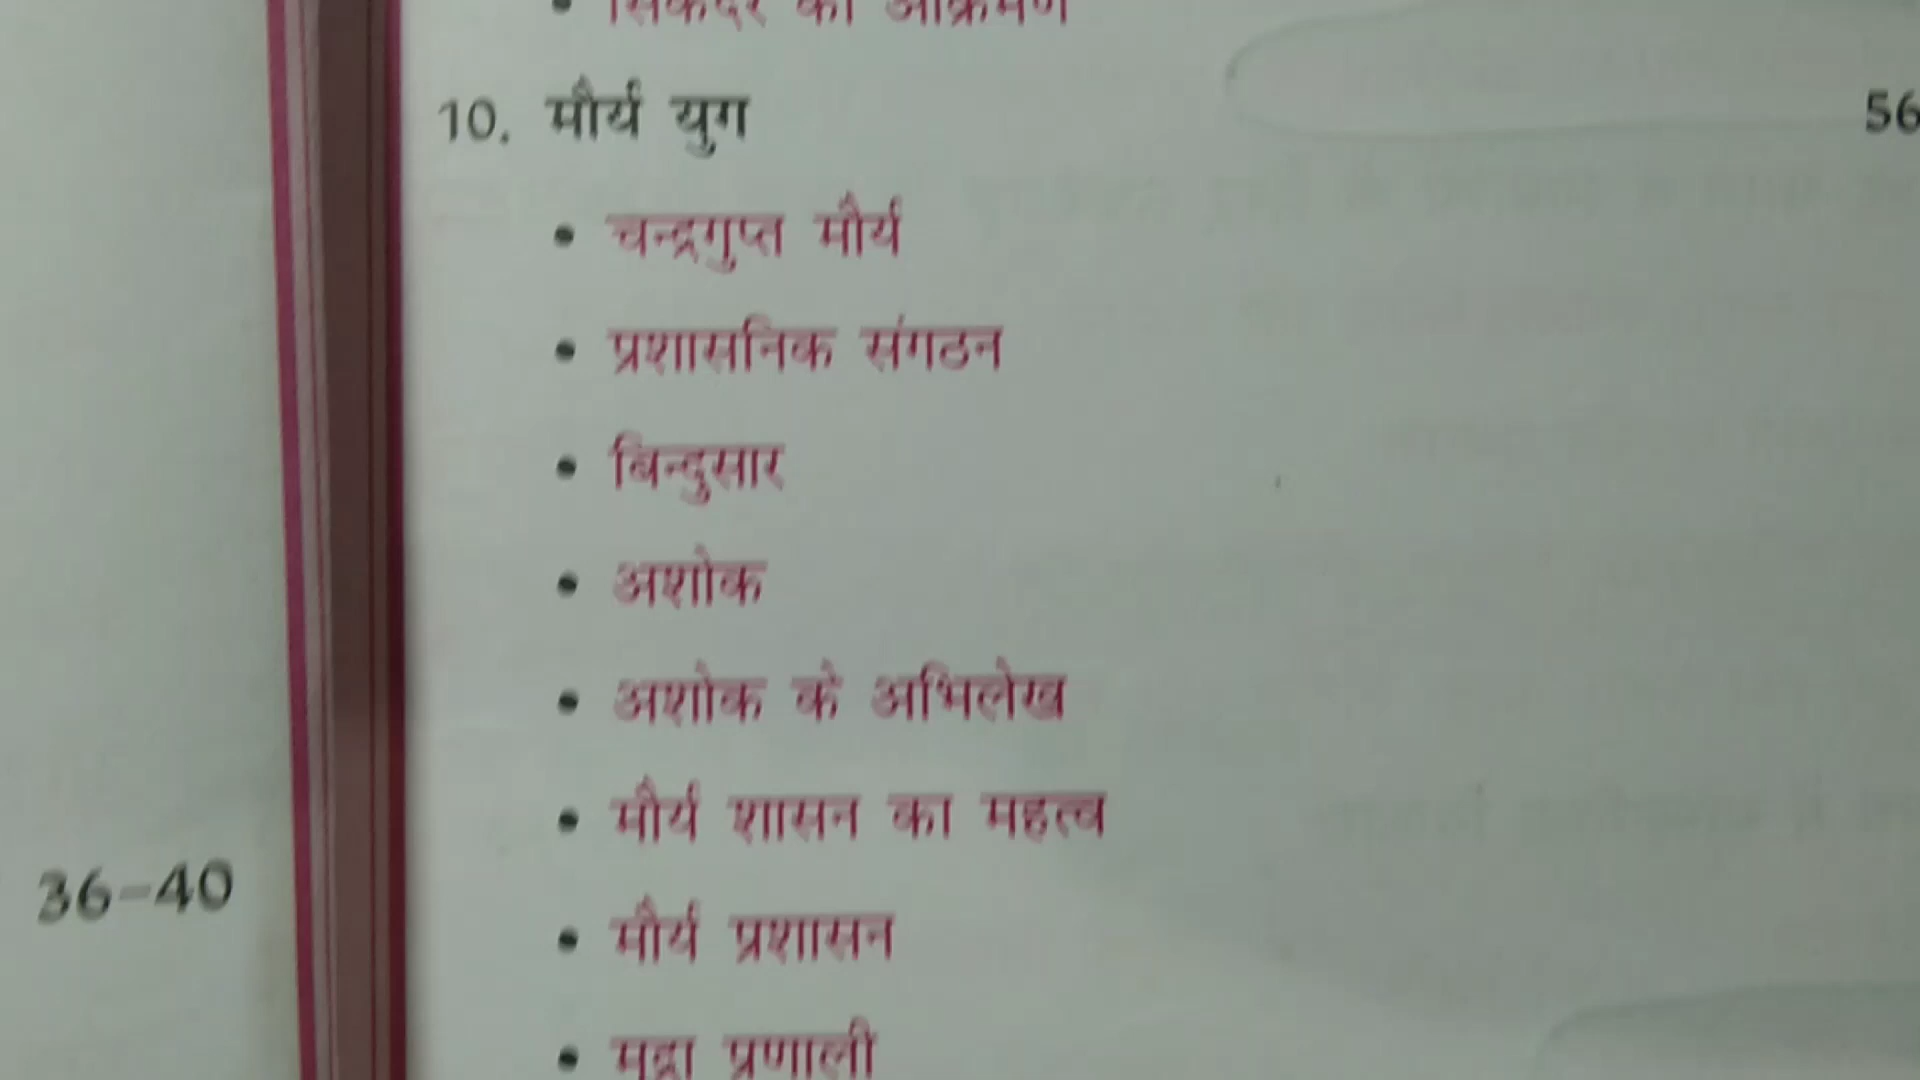 • सिकंदर का आक्रमण
10. मौर्य युग 56
• चन्द्रगुप्त मौर्य
• प्रशासनिक संगठन
• बिन्दुसार
• अशोक
• अशोक के अभिलेख
• मौर्य शासन का महत्व
36-40
• मौर्य प्रशासन
• मुद्रा प्रणाली